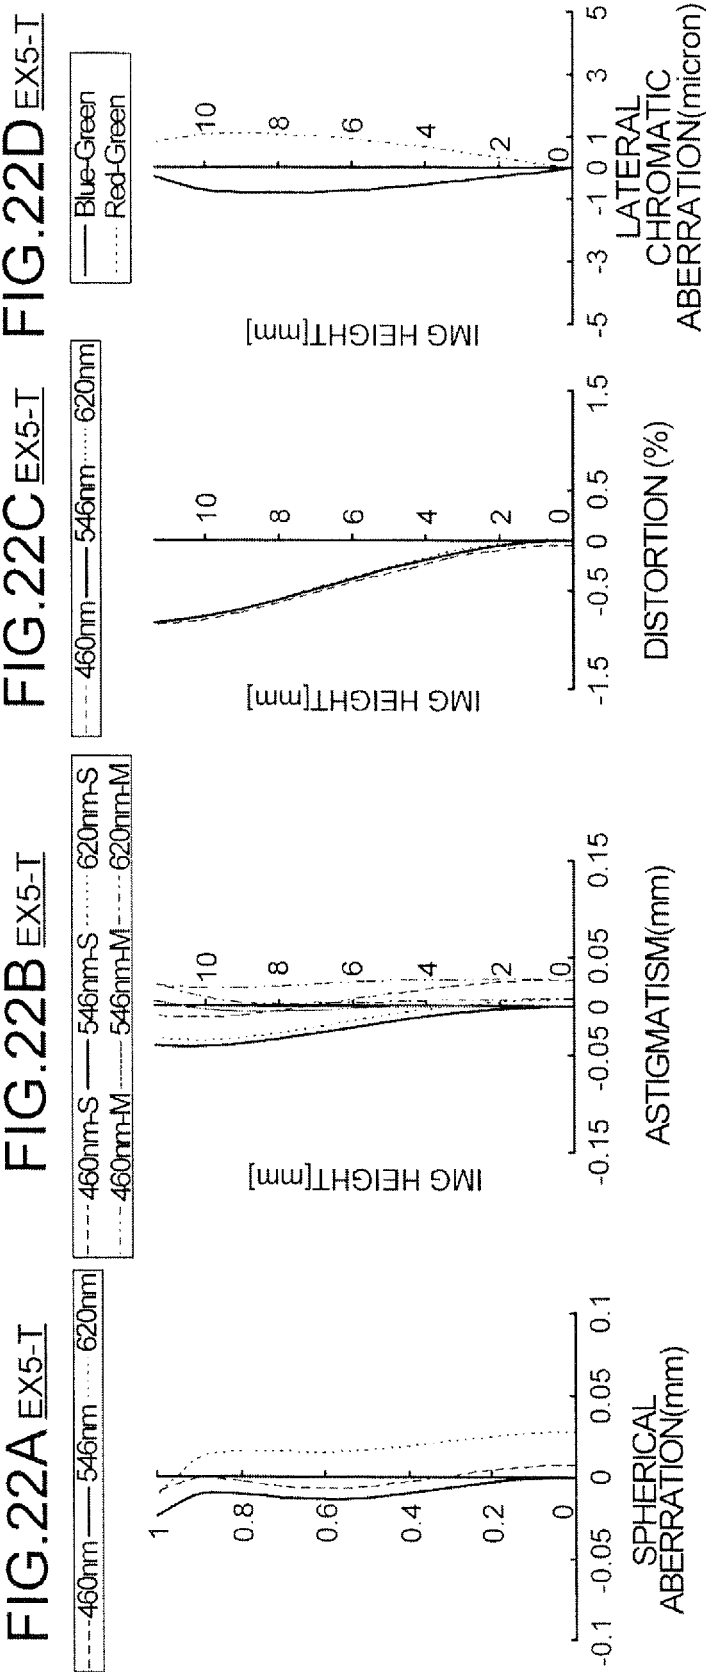 FIG.22A EX5-T
460nm 546nm 620nm
1
0.8
0.6
0.4
0.2
0
-0.1 -0.05 0 0.05 0.1
SPHERICAL
ABERRATION(mm)
FIG.22B EX5-T
460nm-S 546nm-S 620nm-S
460nm-M 546nm-M 620nm-M
IMG HEIGHT[mm]
10
8
6
4
2
0
-0.15 -0.05 0 0.05 0.15
ASTIGMATISM(mm)
FIG.22C EX5-T
460nm 546nm 620nm
IMG HEIGHT[mm]
10
8
6
4
2
0
-1.5 -0.5 0 0.5 1.5
DISTORTION (%)
FIG.22D EX5-T
Blue-Green
Red-Green
IMG HEIGHT[mm]
10
8
6
4
2
0
-5 -3 -1 0 1 3 5
LATERAL
CHROMATIC
ABERRATION(micron)